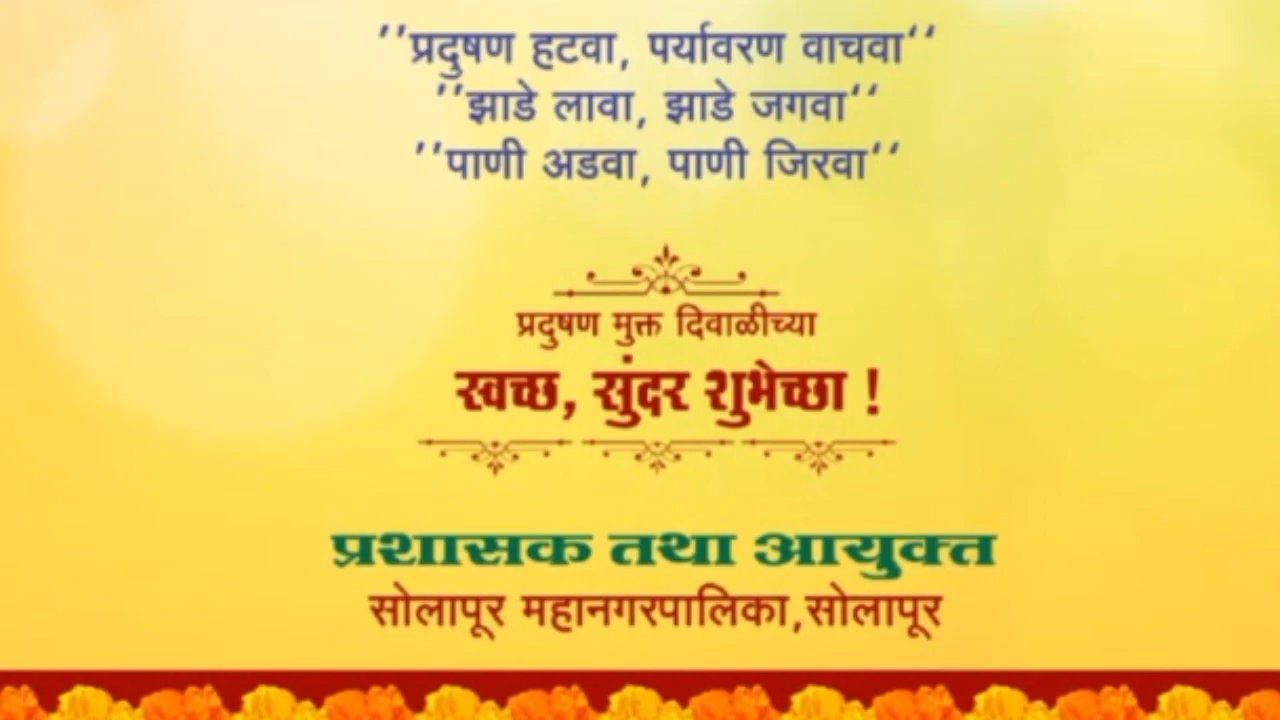 ’’प्रदुषण हटवा, पर्यावरण वाचवा‘‘
’’झाडे लावा, झाडे जगवा‘‘
’’पाणी अडवा, पाणी जिरवा‘‘
प्रदुषण मुक्त दिवाळीच्या
स्वच्छ, सुंदर शुभेच्छा !
प्रशासक तथा आयुक्त
सोलापूर महानगरपालिका,सोलापूर